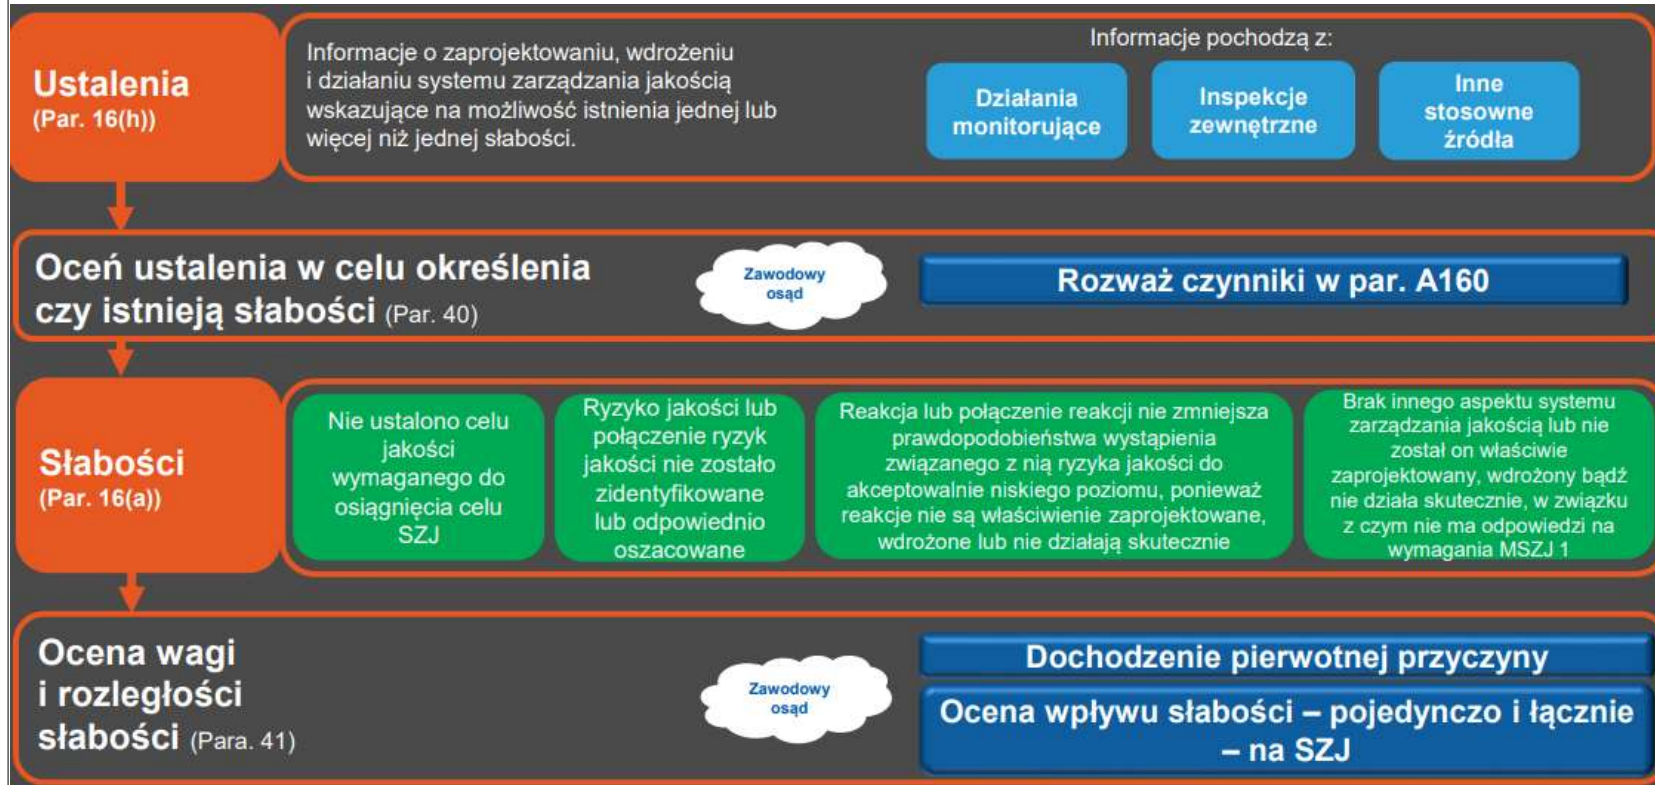 Ustalenia
(Par. 16(h))
Informacje o zaprojektowaniu, wdrożeniu
i działaniu systemu zarządzania jakością
wskazujące na możliwość istnienia jednej lub
więcej niż jednej słabości.
Informacje pochodzą z:
Działania
monitorujące
Inspekcje
zewnętrzne
Inne
stosowne
źródła
Oceń ustalenia w celu określenia
czy istnieją słabości (Par. 40)
Zawodowy
osąd
Rozważ czynniki w par. A160
Słabości
(Par. 16(a))
Nie ustalono celu
jakości
wymaganego do
osiągnięcia celu
SZJ
Ryzyko jakości lub
połączenie ryzyk
jakości nie zostało
zidentyfikowane
lub odpowiednio
oszacowane
Reakcja lub połączenie reakcji nie zmniejsza
prawdopodobieństwa wystąpienia
związanego z nią ryzyka jakości do
akceptowalnie niskiego poziomu, ponieważ
reakcje nie są właściwienie zaprojektowane,
wdrożone lub nie działają skutecznie
Brak innego aspektu systemu
zarządzania jakością lub nie
został on właściwie
zaprojektowany, wdrożony bądź
nie działa skutecznie, w związku
z czym nie ma odpowiedzi na
wymagania MSZJ 1
Ocena wagi
i rozległości
słabości (Para. 41)
Zawodowy
osąd
Dochodzenie pierwotnej przyczyny
Ocena wpływu słabości – pojedynczo i łącznie
– na SZJ